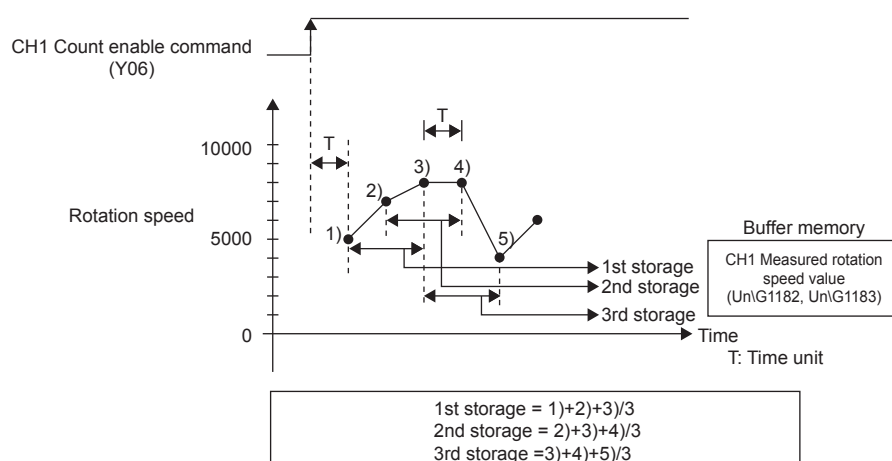 CH1 Count enable command
(Y06)
T
T
10000
3)
4)
2)
Rotation speed
5000
1)
5)
Buffer memory
CH1 Measured rotation
speed value
(Un\G1182, Un\G1183)
1st storage
2nd storage
3rd storage
0
Time
T: Time unit
1st storage = 1)+2)+3)/3
2nd storage = 2)+3)+4)/3
3rd storage =3)+4)+5)/3